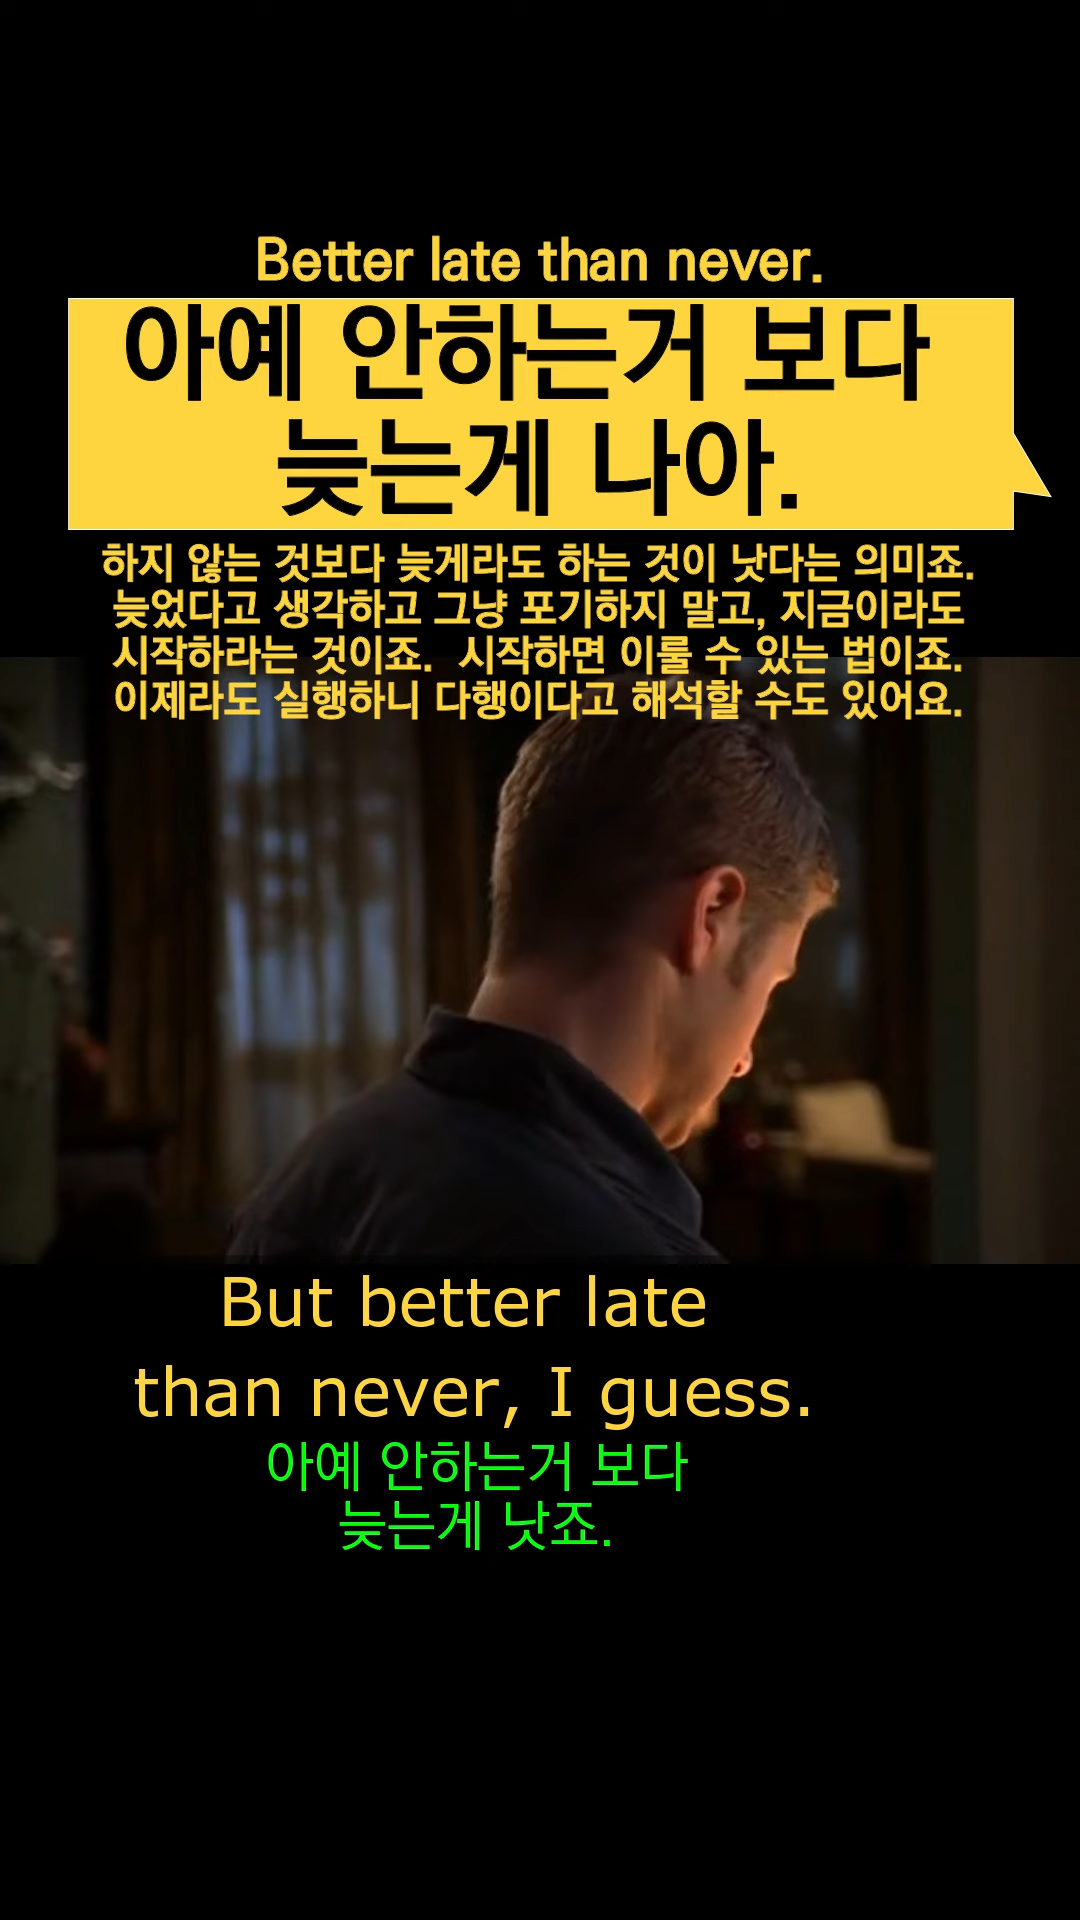 Better late than never.
아예 안하는거 보다
늦는게 나아.
하지 않는 것보다 늦게라도 하는 것이 낫다는 의미죠.
늦었다고 생각하고 그냥 포기하지 말고, 지금이라도
시작하라는 것이죠. 시작하면 이룰 수 있는 법이죠.
이제라도 실행하니 다행이다고 해석할 수도 있어요.
But better late
than never, I guess.
아예 안하는거 보다
늦는게 낫죠.